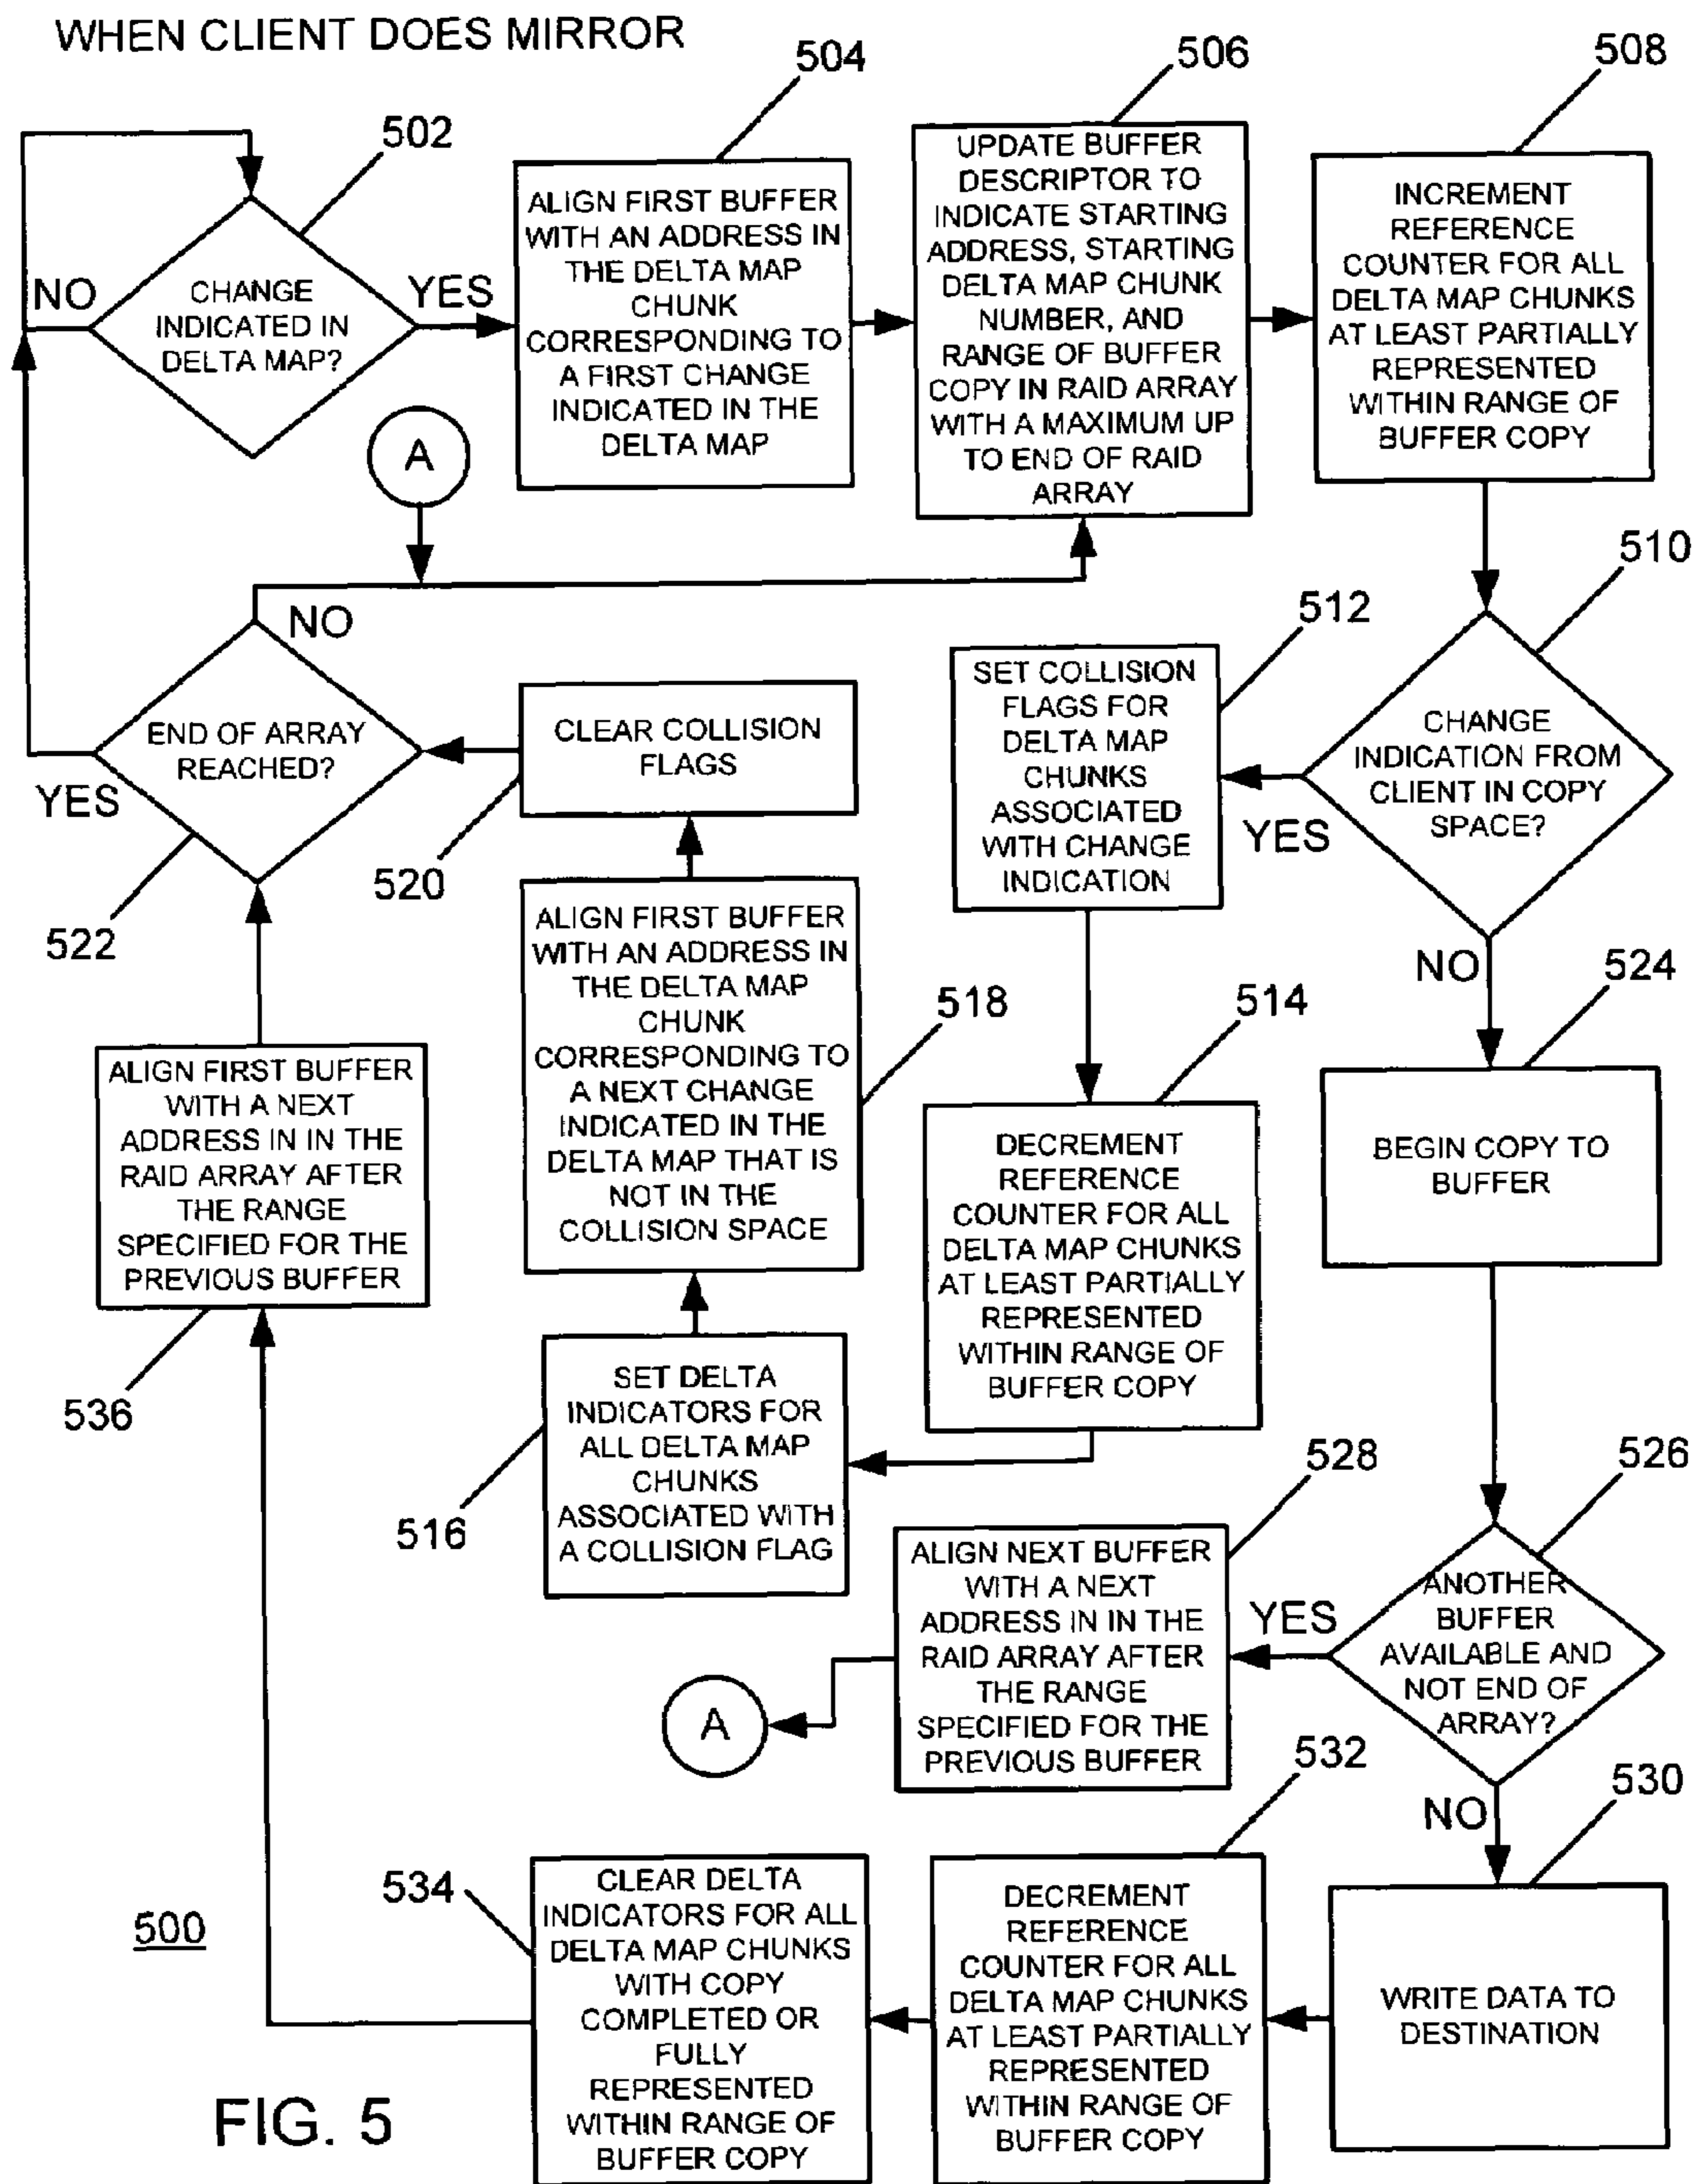 WHEN CLIENT DOES MIRROR
504
506
508
502
CHANGE
INDICATED IN
DELTA MAP?
NO
YES
ALIGN FIRST BUFFER
WITH AN ADDRESS IN
THE DELTA MAP
CHUNK
CORRESPONDING TO
A FIRST CHANGE
INDICATED IN THE
DELTA MAP
UPDATE BUFFER
DESCRIPTOR TO
INDICATE STARTING
ADDRESS, STARTING
DELTA MAP CHUNK
NUMBER, AND
RANGE OF BUFFER
COPY IN RAID ARRAY
WITH A MAXIMUM UP
TO END OF RAID
ARRAY
INCREMENT
REFERENCE
COUNTER FOR ALL
DELTA MAP CHUNKS
AT LEAST PARTIALLY
REPRESENTED
WITHIN RANGE OF
BUFFER COPY
A
510
CHANGE
INDICATION FROM
CLIENT IN COPY
SPACE?
YES
NO
512
SET COLLISION
FLAGS FOR
DELTA MAP
CHUNKS
ASSOCIATED
WITH CHANGE
INDICATION
NO
END OF ARRAY
REACHED?
YES
522
CLEAR COLLISION
FLAGS
520
ALIGN FIRST BUFFER
WITH AN ADDRESS IN
THE DELTA MAP
CHUNK
CORRESPONDING TO
A NEXT CHANGE
INDICATED IN THE
DELTA MAP THAT IS
NOT IN THE
COLLISION SPACE
518
514
DECREMENT
REFERENCE
COUNTER FOR ALL
DELTA MAP CHUNKS
AT LEAST PARTIALLY
REPRESENTED
WITHIN RANGE OF
BUFFER COPY
524
BEGIN COPY TO
BUFFER
ALIGN FIRST BUFFER
WITH A NEXT
ADDRESS IN IN THE
RAID ARRAY AFTER
THE RANGE
SPECIFIED FOR THE
PREVIOUS BUFFER
536
SET DELTA
INDICATORS FOR
ALL DELTA MAP
CHUNKS
ASSOCIATED WITH
A COLLISION FLAG
516
528
ALIGN NEXT BUFFER
WITH A NEXT
ADDRESS IN IN THE
RAID ARRAY AFTER
THE RANGE
SPECIFIED FOR THE
PREVIOUS BUFFER
526
ANOTHER
BUFFER
AVAILABLE AND
NOT END OF
ARRAY?
YES
NO
A
532
530
534
CLEAR DELTA
INDICATORS FOR ALL
DELTA MAP CHUNKS
WITH COPY
COMPLETED OR
FULLY
REPRESENTED
WITHIN RANGE OF
BUFFER COPY
DECREMENT
REFERENCE
COUNTER FOR ALL
DELTA MAP CHUNKS
AT LEAST PARTIALLY
REPRESENTED
WITHIN RANGE OF
BUFFER COPY
WRITE DATA TO
DESTINATION
500
FIG. 5